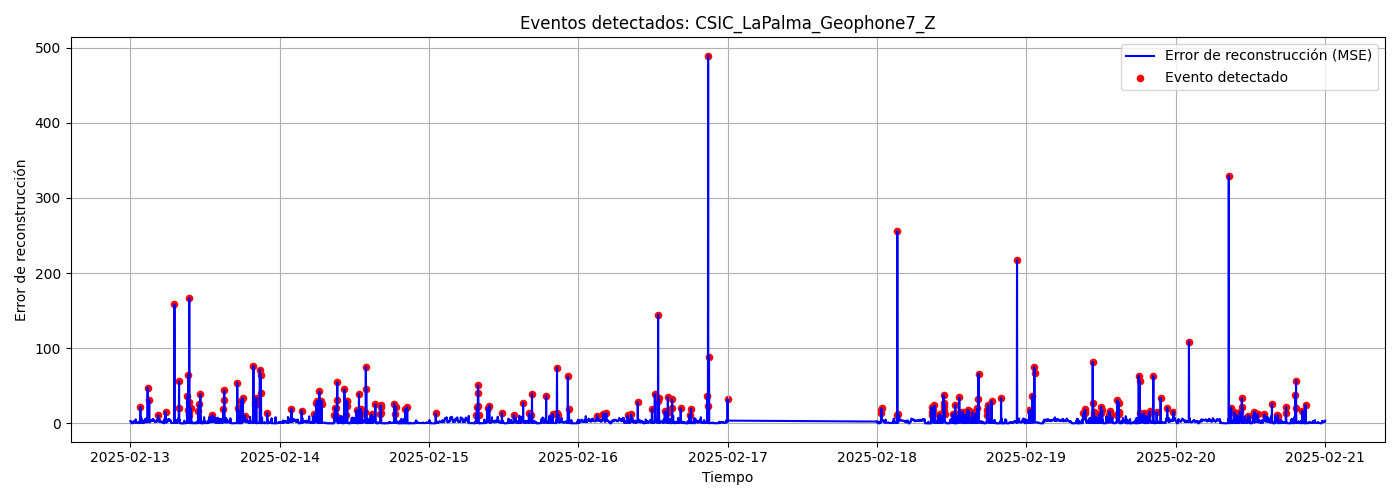 Eventos detectados: CSIC_LaPalma_Geophone7_Z
Error de reconstrucción (MSE)
Evento detectado
Error de reconstrucción
500
400
300
200
100
0
2025-02-13 2025-02-14 2025-02-15 2025-02-16 2025-02-17 2025-02-18 2025-02-19 2025-02-20 2025-02-21
Tiempo